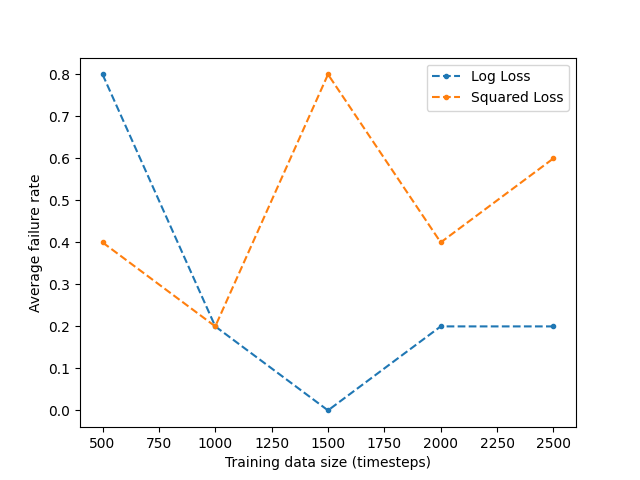 Log Loss
Squared Loss
0.8
0.7
0.6
0.5
0.4
0.3
0.2
0.1
0.0
Average failure rate
500 750 1000 1250 1500 1750 2000 2250 2500
Training data size (timesteps)